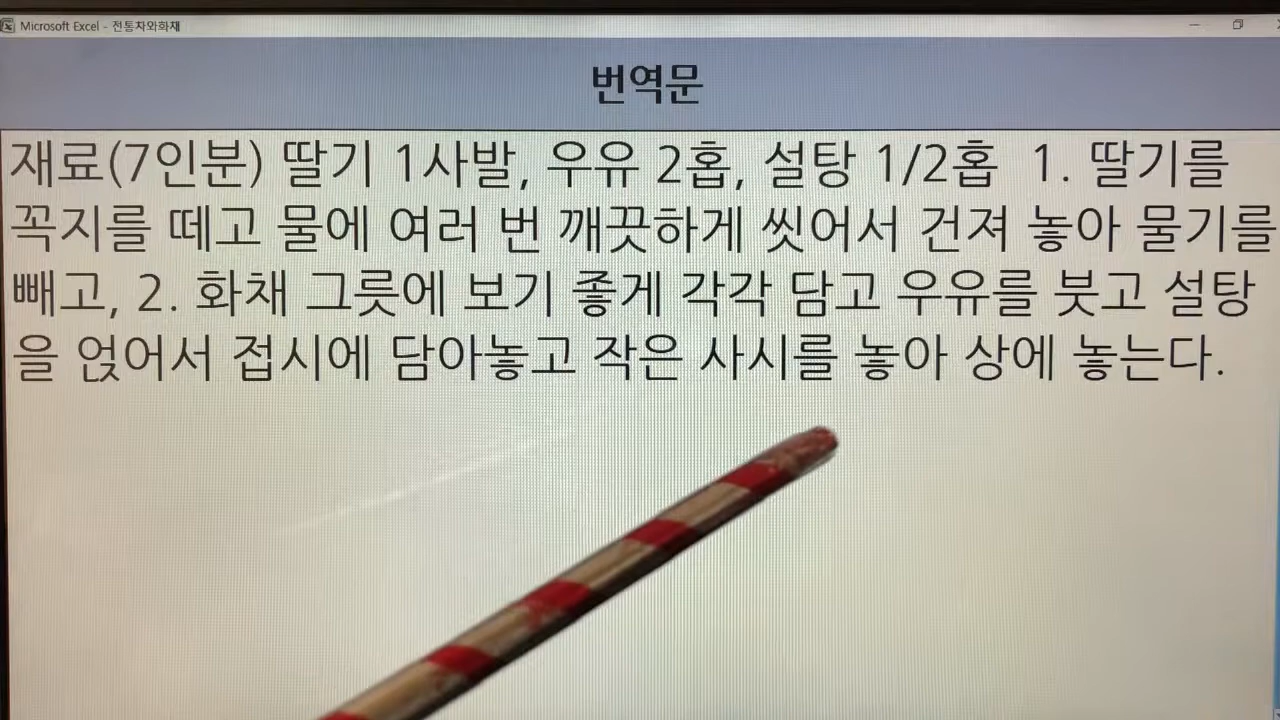 Microsoft Excel - 전통차와화채
번역문
재료(7인분) 딸기 1사발, 우유 2홉, 설탕 1/2홉 1. 딸기를
꼭지를 떼고 물에 여러 번 깨끗하게 씻어서 건져 놓아 물기를
빼고, 2. 화채 그릇에 보기 좋게 각각 담고 우유를 붓고 설탕
을 얹어서 접시에 담아놓고 작은 사시를 놓아 상에 놓는다.